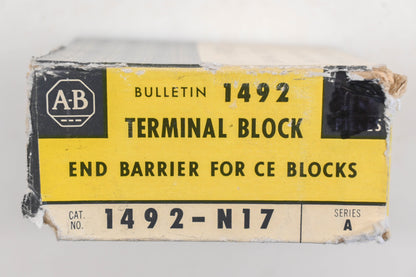 A-B
BULLETIN 1492
TERMINAL BLOCK
END BARRIER FOR CE BLOCKS
CAT. NO. 1492-N17 SERIES A